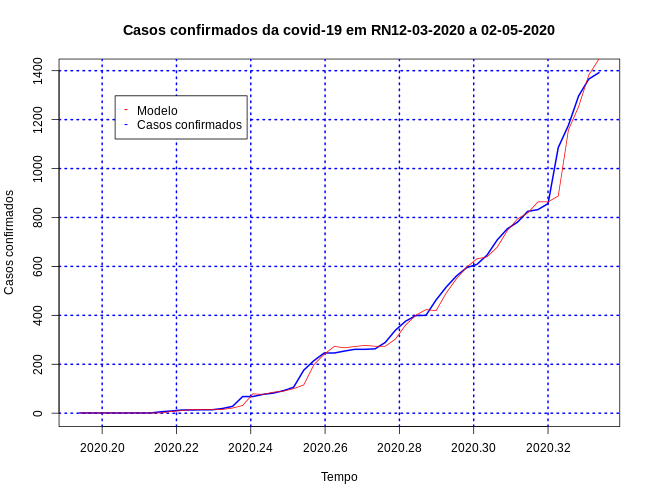 Casos confirmados da covid-19 em RN12-03-2020 a 02-05-2020
1400
1200
1000
800
600
400
200
0
Casos confirmados
Modelo
Casos confirmados
2020.20 2020.22 2020.24 2020.26 2020.28 2020.30 2020.32
Tempo